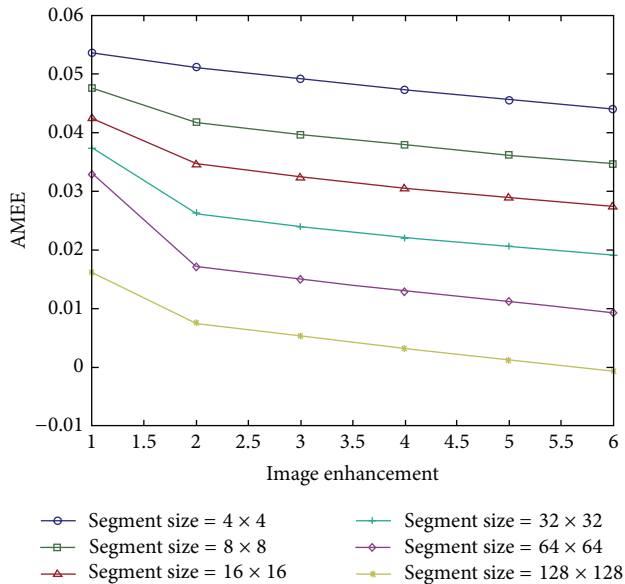 0.06
0.05
0.04
0.03
0.02
0.01
0
−0.01
AMEE
1 1.5 2 2.5 3 3.5 4 4.5 5 5.5 6
Image enhancement
Segment size = 4 × 4
Segment size = 8 × 8
Segment size = 16 × 16
Segment size = 32 × 32
Segment size = 64 × 64
Segment size = 128 × 128